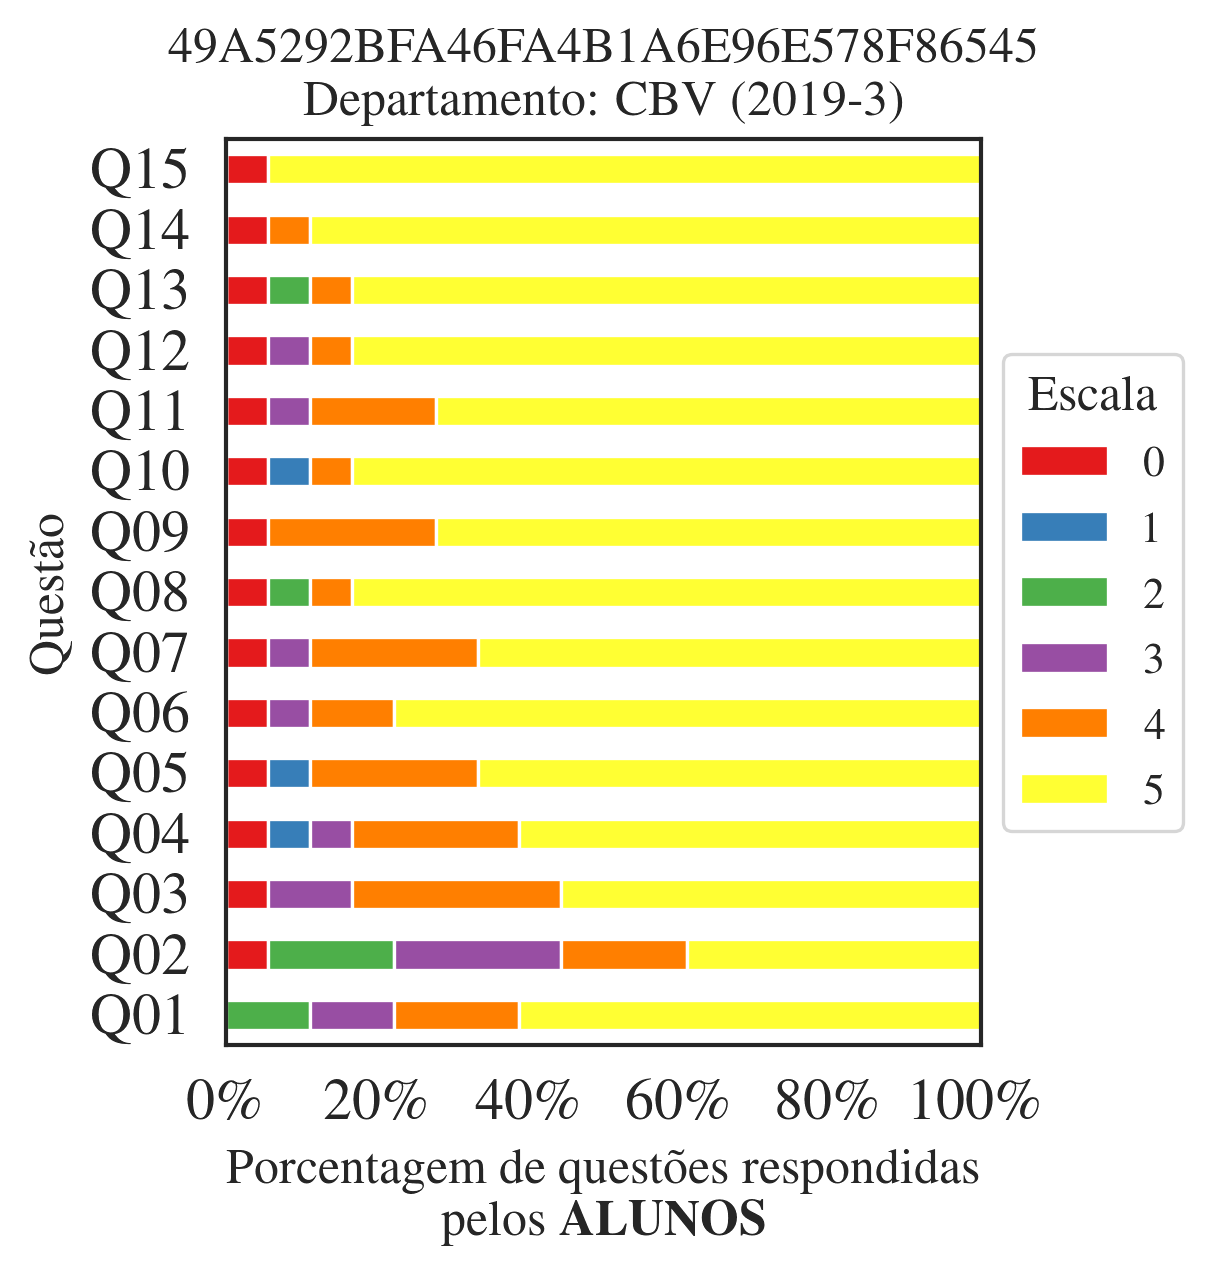 49A5292BFA46FA4B1A6E96E578F86545
Departamento: CBV (2019-3)
Q15
Q14
Q13
Q12
Q11
Q10
Q09
Q08
Q07
Q06
Q05
Q04
Q03
Q02
Q01
Questão
0% 20% 40% 60% 80% 100%
Porcentagem de questões respondidas
pelos ALUNOS
Escala
0
1
2
3
4
5